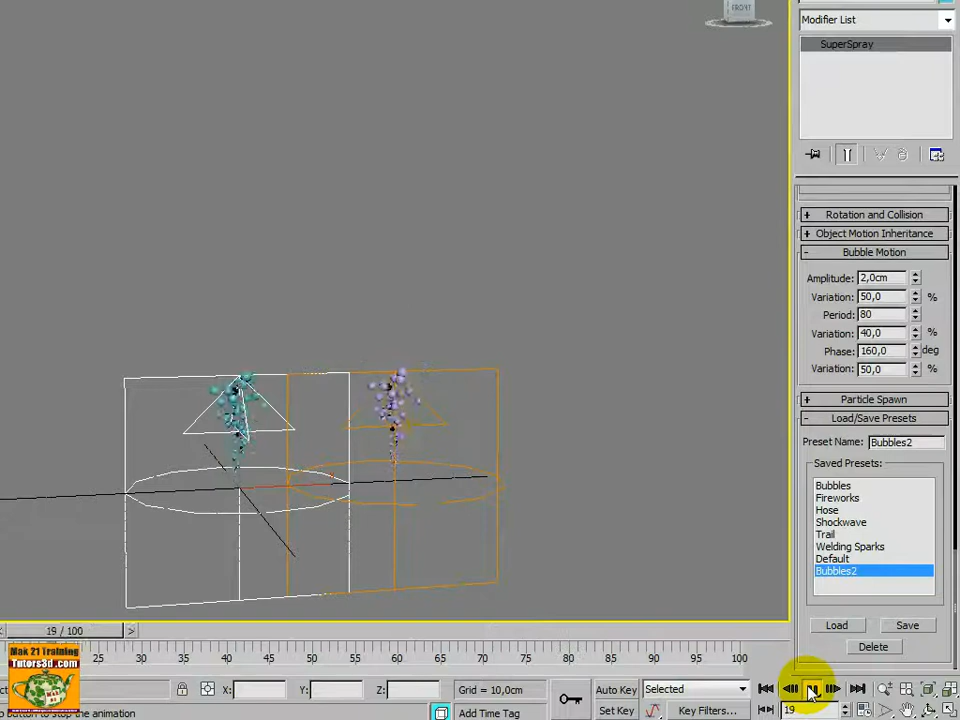 FRONT
Modifier List
SuperSpray
+ Rotation and Collision
+ Object Motion Inheritance
- Bubble Motion
Amplitude: 2,0cm
Variation: 50,0 %
Period: 80
Variation: 40,0 %
Phase: 160,0 deg
Variation: 50,0 %
+ Particle Spawn
- Load/Save Presets
Preset Name: Bubbles2
Saved Presets:
Bubbles
Fireworks
Hose
Shockwave
Trail
Welding Sparks
Default
Bubbles2
Load Save
Delete
19 / 100 >
25 30 35 40 45 50 55 60 65 70 75 80 85 90 95 100
Mak 21 Training
Tutors3d.com
X: Y: Z: Grid = 10,0cm
Auto Key Selected
to stop the animation
Add Time Tag
Set Key Key Filters... 19